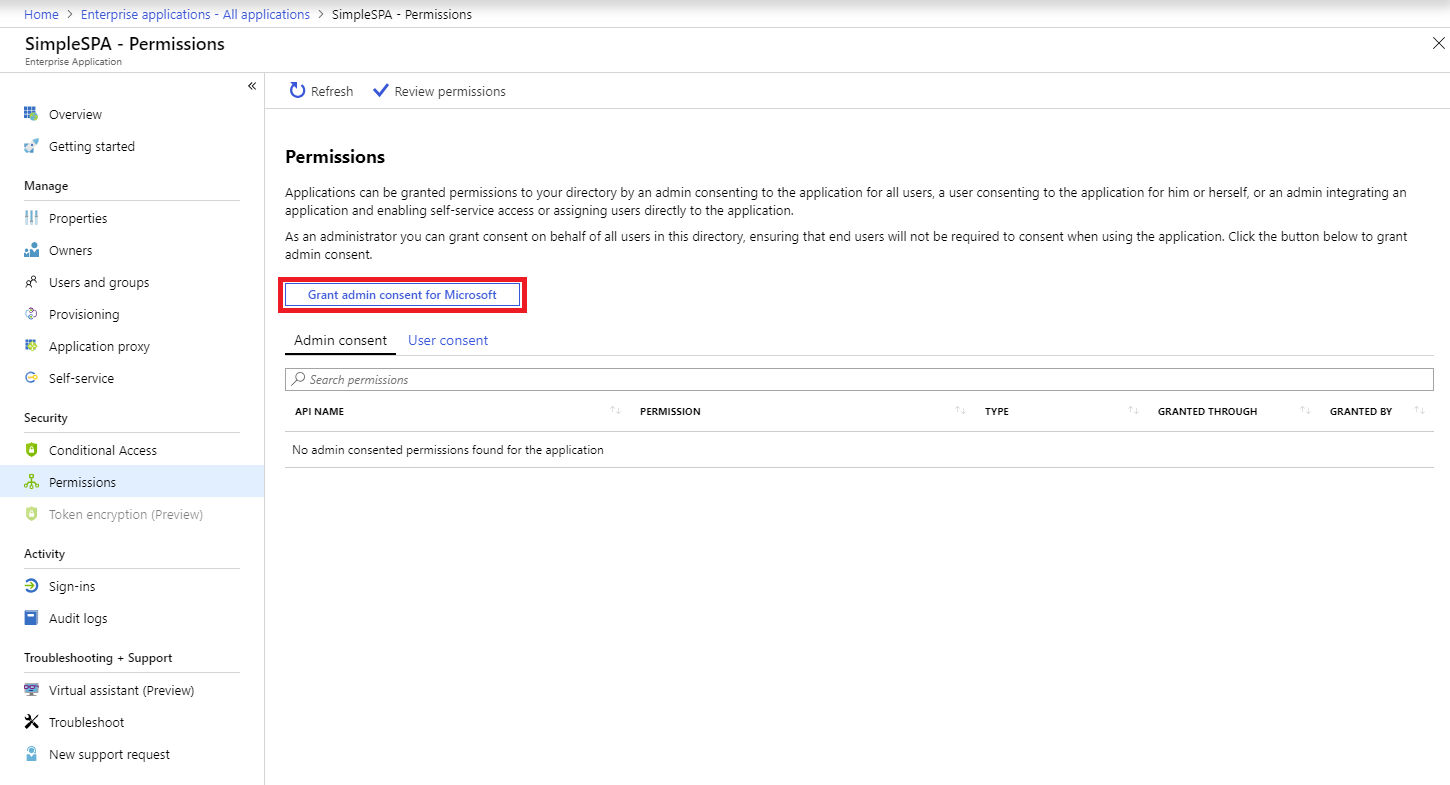 Home > Enterprise applications - All applications > SimpleSPA - Permissions
SimpleSPA - Permissions
Enterprise Application
Overview
Getting started
Manage
Properties
Owners
Users and groups
Provisioning
Application proxy
Self-service
Security
Conditional Access
Permissions
Token encryption (Preview)
Activity
Sign-ins
Audit logs
Troubleshooting + Support
Virtual assistant (Preview)
Troubleshoot
New support request
Refresh Review permissions
Permissions
Applications can be granted permissions to your directory by an admin consenting to the application for all users, a user consenting to the application for him or herself, or an admin integrating an
application and enabling self-service access or assigning users directly to the application.
As an administrator you can grant consent on behalf of all users in this directory, ensuring that end users will not be required to consent when using the application. Click the button below to grant
admin consent.
Grant admin consent for Microsoft
Admin consent User consent
Search permissions
API NAME PERMISSION TYPE GRANTED THROUGH GRANTED BY
No admin consented permissions found for the application